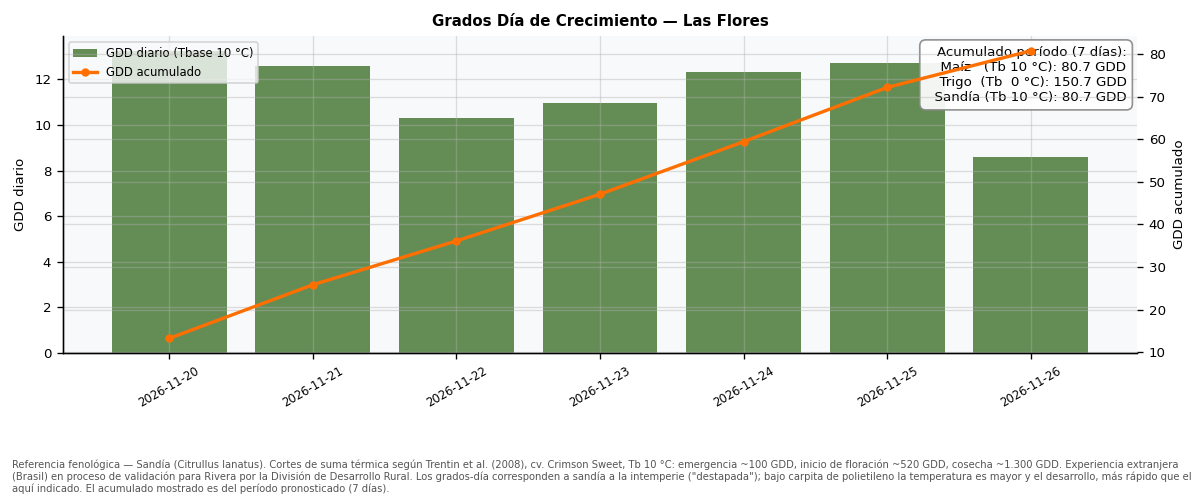 Grados Día de Crecimiento — Las Flores
GDD diario (Tbase 10 °C)
GDD acumulado
Acumulado período (7 días):
Maíz (Tb 10 °C): 80.7 GDD
Trigo (Tb 0 °C): 150.7 GDD
Sandía (Tb 10 °C): 80.7 GDD
GDD diario
12
10
8
6
4
2
0
80
70
60
50
40
30
20
10
GDD acumulado
2026-11-20
2026-11-21
2026-11-22
2026-11-23
2026-11-24
2026-11-25
2026-11-26
Referencia fenológica — Sandía (Citrullus lanatus). Cortes de suma térmica según Trentin et al. (2008), cv. Crimson Sweet, Tb 10 °C: emergencia ~100 GDD, inicio de floración ~520 GDD, cosecha ~1.300 GDD. Experiencia extranjera
(Brasil) en proceso de validación para Rivera por la División de Desarrollo Rural. Los grados-día corresponden a sandía a la intemperie ("destapada"); bajo carpita de polietileno la temperatura es mayor y el desarrollo, más rápido que el
aquí indicado. El acumulado mostrado es del período pronosticado (7 días).